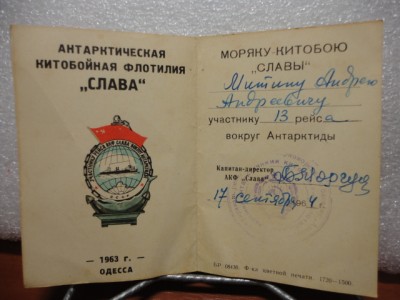 АНТАРКТИЧЕСКАЯ
КИТОБОЙНАЯ ФЛОТИЛИЯ
„СЛАВА"
— 1963 г. —
ОДЕССА
МОРЯКУ-КИТОБОЮ
„СЛАВЫ"
Митину Андрею
Андреевичу
участнику 13 рейса
вокруг Антарктиды
Капитан-директор
АКФ „Слава"
17 сентября